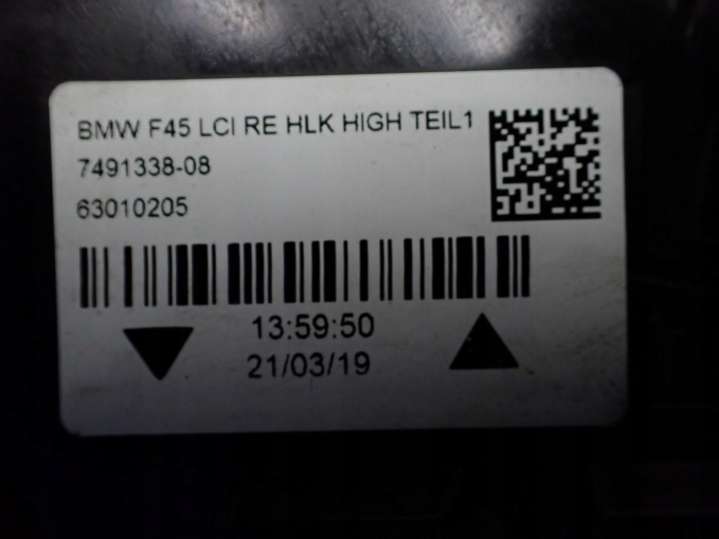 BMW F45 LCI RE HLK HIGH TEIL1
7491338-08
63010205
13:59:50
21/03/19